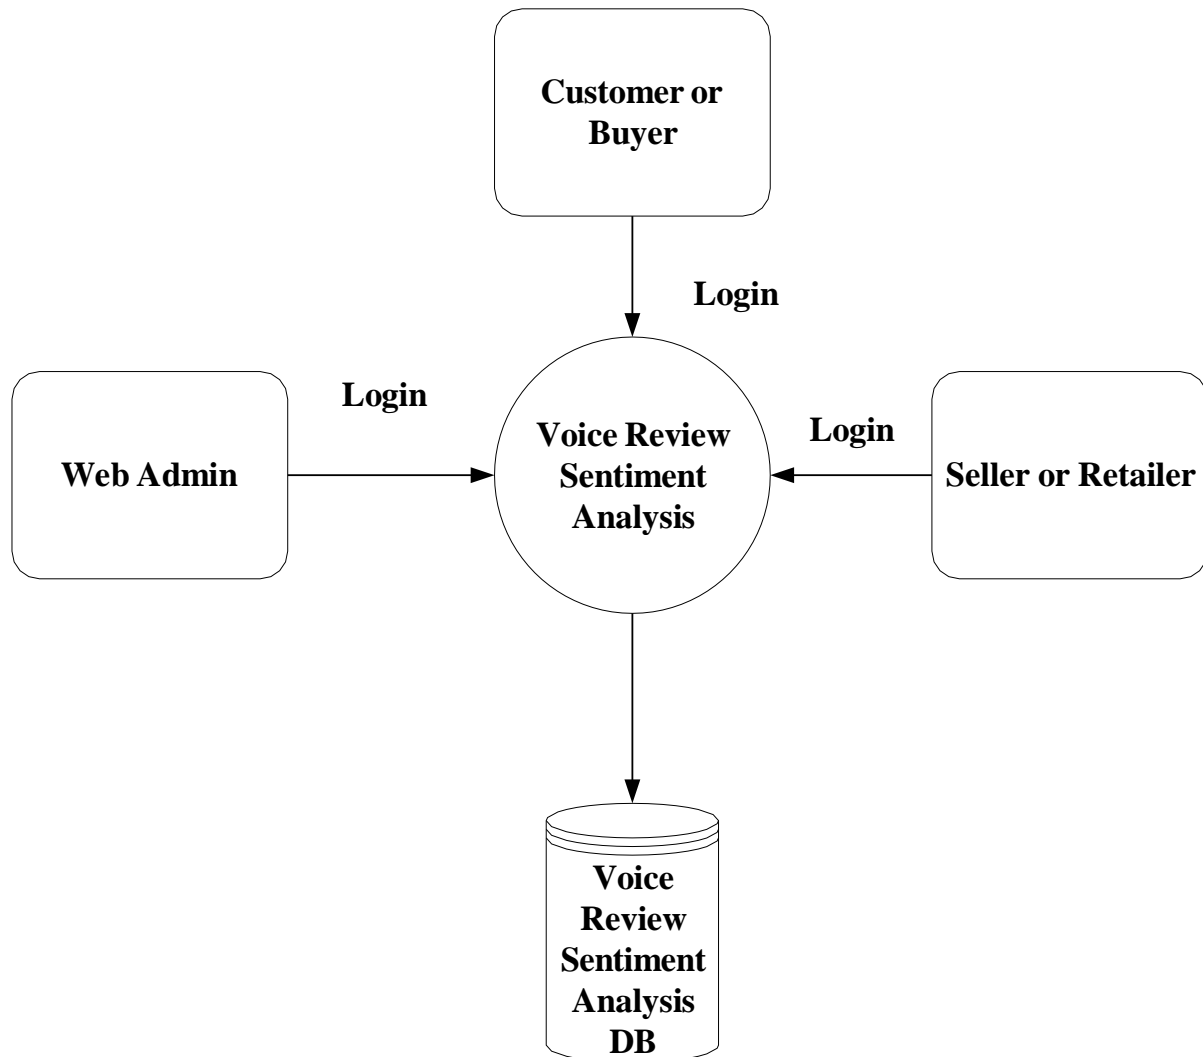 Customer or
Buyer
Login
Login
Login
Web Admin
Voice Review
Sentiment
Analysis
Seller or Retailer
Voice
Review
Sentiment
Analysis
DB